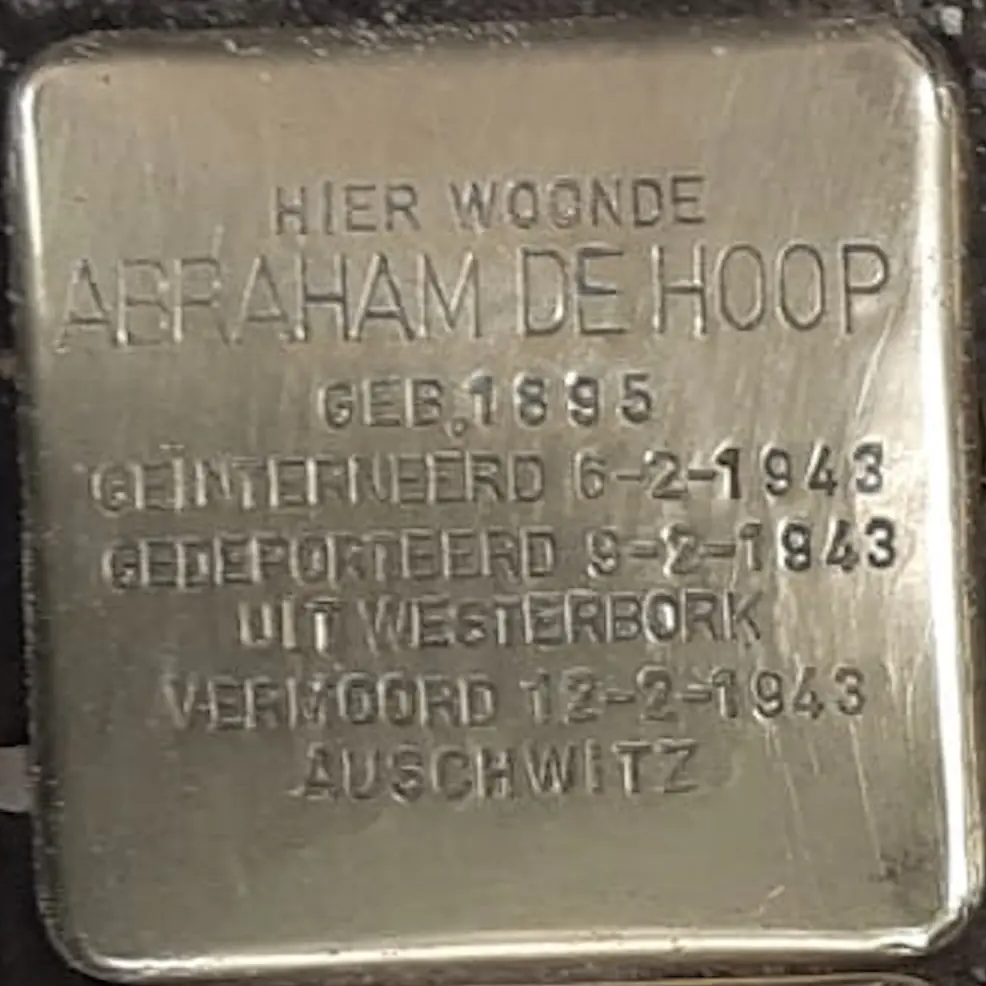 HIER WOONDE
ABRAHAM DE HOOP
GEB. 1895
GEÏNTERNEERD 6-2-1943
GEDEPORTEERD 9-2-1943
UIT WESTERBORK
VERMOORD 12-2-1943
AUSCHWITZ